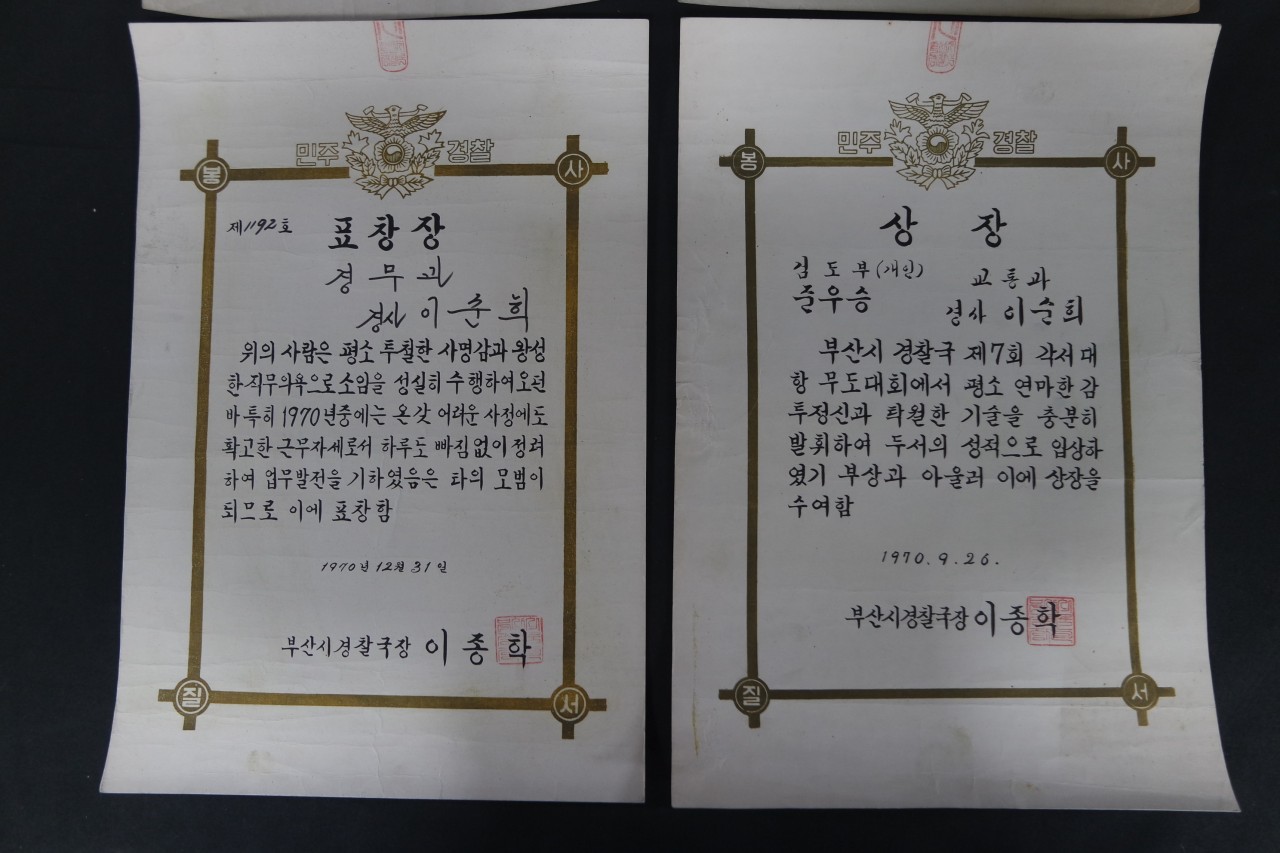 민주 경찰
봉 사
제1192호 표창장
경무과
경사 이순희
위의 사람은 평소 투철한 사명감과 왕성
한 직무의욕으로 소임을 성실히 수행하여 오던
바 특히 1970년중에는 온갖 어려운 사정에도
확고한 근무자세로서 하루도 빠짐없이 정려
하여 업무발전을 기하였음은 타의 모범이
되므로 이에 표창함
1970년 12월 31일
부산시경찰국장 이종학
질 서
민주 경찰
봉 사
상 장
검도부(개인) 교통과
준우승 경사 이순희
부산시 경찰국 제7회 각서대
항 무도대회에서 평소 연마한 감
투정신과 탁월한 기술을 충분히
발휘하여 두서의 성적으로 입상하
였기 부상과 아울러 이에 상장을
수여함
1970.9.26.
부산시경찰국장 이종학
질 서